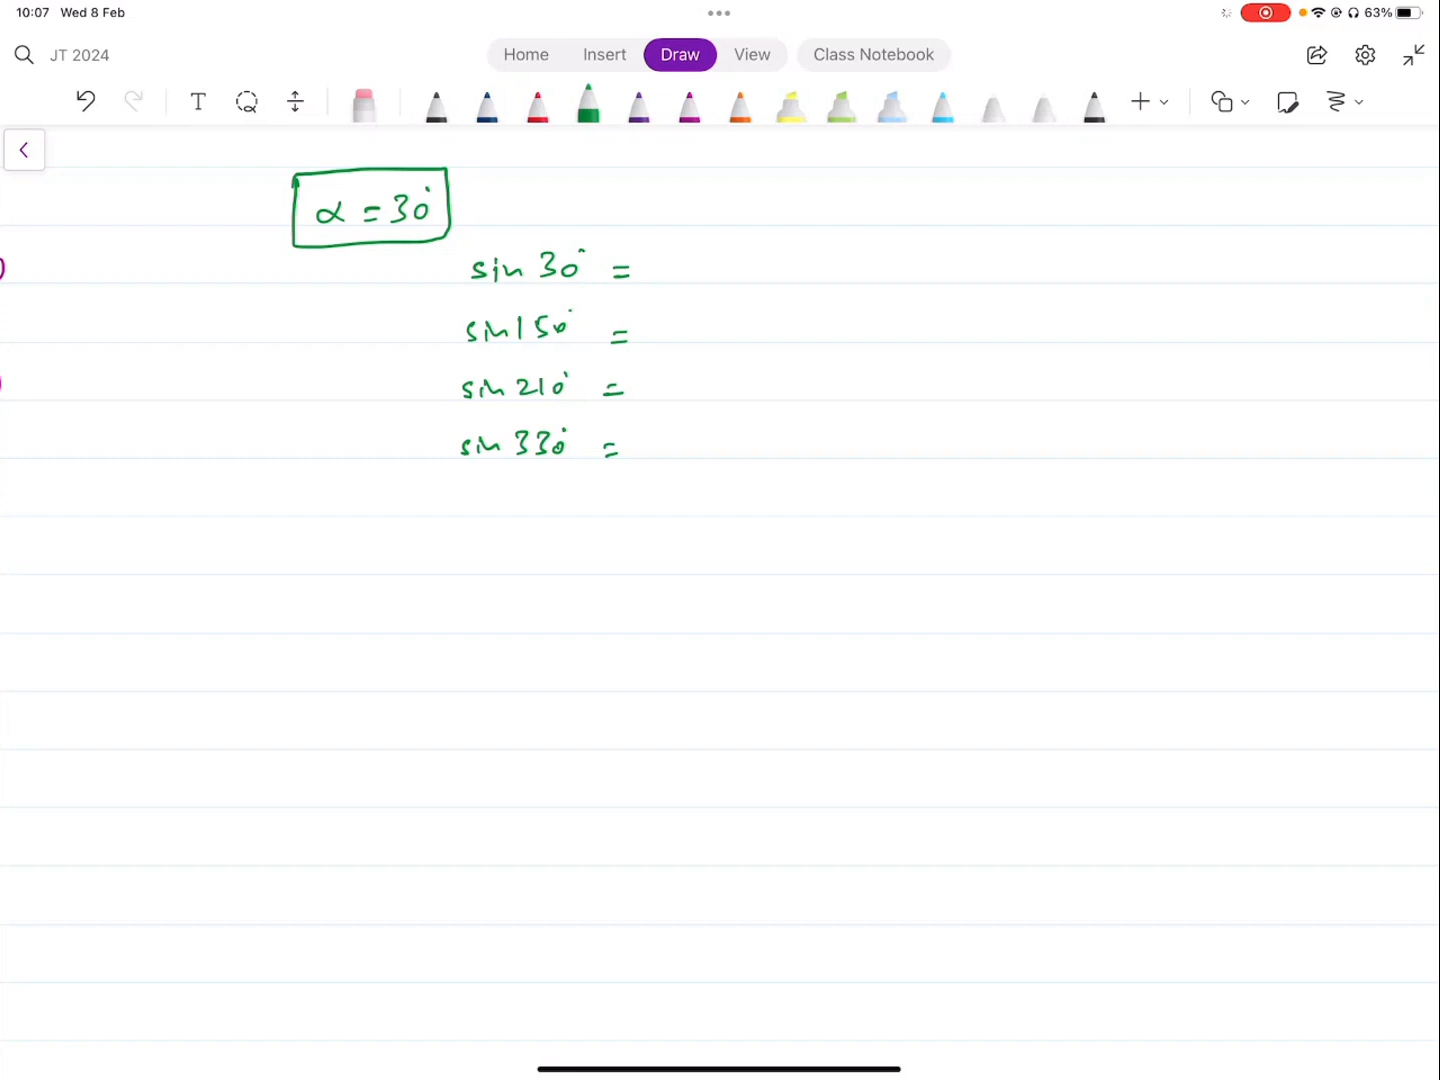 10:07 Wed 8 Feb
63%
JT 2024
Home Insert Draw View Class Notebook
T
α = 30°
sin 30° =
sin 150° =
sin 210° =
sin 330° =